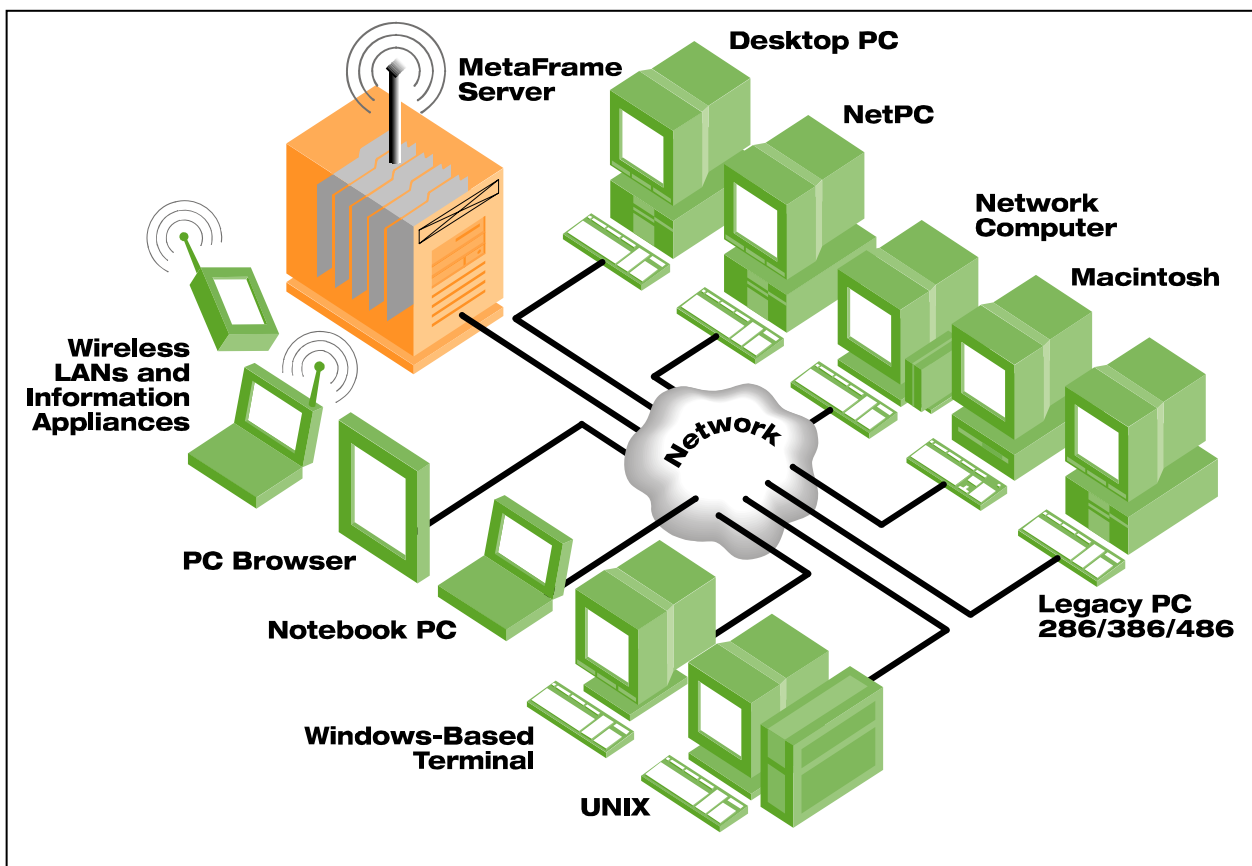 Desktop PC
MetaFrame
Server
NetPC
Network
Computer
Macintosh
Wireless
LANs and
Information
Appliances
Network
PC Browser
Notebook PC
Legacy PC
286/386/486
Windows-Based
Terminal
UNIX